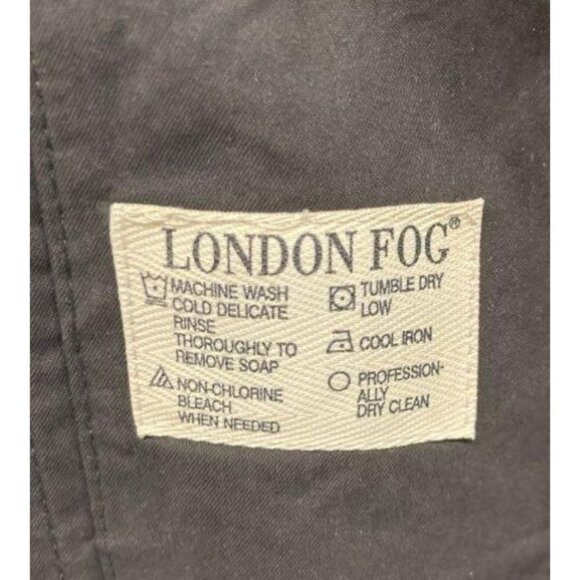 LONDON FOG®
MACHINE WASH
COLD DELICATE
RINSE
THOROUGHLY TO
REMOVE SOAP
NON-CHLORINE
BLEACH
WHEN NEEDED
TUMBLE DRY
LOW
COOL IRON
PROFESSION-
ALLY
DRY CLEAN